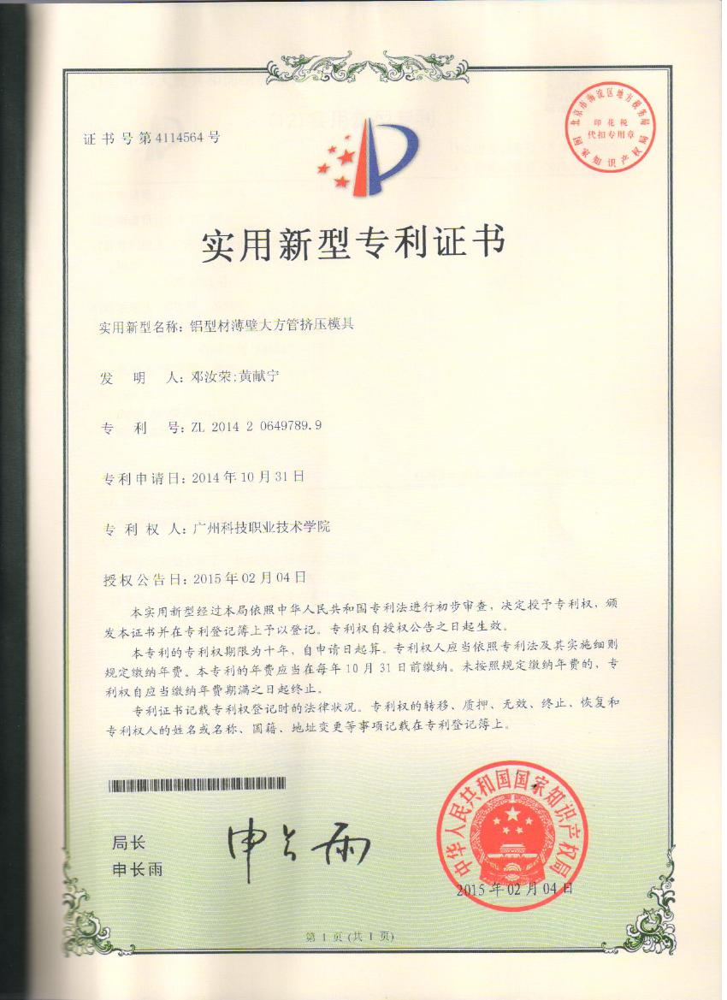 证书号第4114564号
北京市海淀区地方税务局
印花税
代扣专用章
国家知识产权局
实用新型专利证书
实用新型名称：铝型材薄壁大方管挤压模具
发明人：邓汝荣;黄献宁
专利号：ZL 2014 2 0649789.9
专利申请日：2014年10月31日
专利权人：广州科技职业技术学院
授权公告日：2015年02月04日
本实用新型经过本局依照中华人民共和国专利法进行初步审查，决定授予专利权，颁
发本证书并在专利登记簿上予以登记。专利权自授权公告之日起生效。
本专利的专利权期限为十年，自申请日起算。专利权人应当依照专利法及其实施细则
规定缴纳年费。本专利的年费应当在每年10月31日前缴纳。未按照规定缴纳年费的，专
利权自应当缴纳年费期满之日起终止。
专利证书记载专利权登记时的法律状况。专利权的转移、质押、无效、终止、恢复和
专利权人的姓名或名称、国籍、地址变更等事项记载在专利登记簿上。
局长
申长雨
申长雨
中华人民共和国国家知识产权局
2015年02月04日
第1页(共1页)